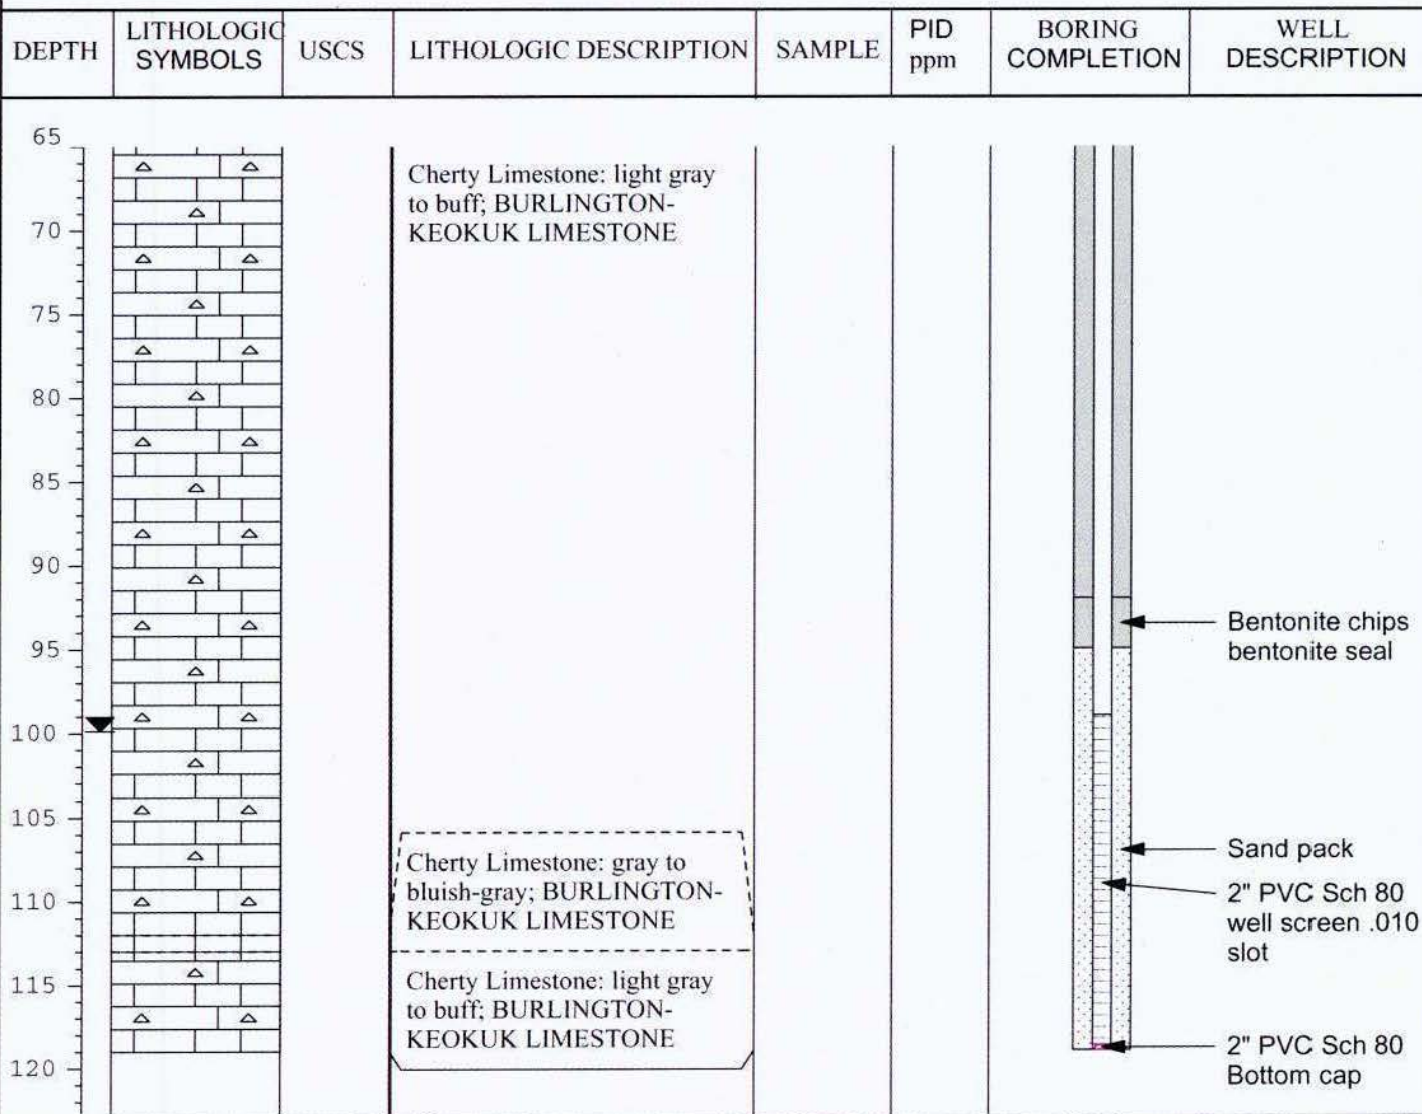 DEPTH
LITHOLOGIC
SYMBOLS
USCS
LITHOLOGIC DESCRIPTION
SAMPLE
PID
ppm
BORING
COMPLETION
WELL
DESCRIPTION
65
70
75
80
85
90
95
100
105
110
115
120
Cherty Limestone: light gray
to buff; BURLINGTON-
KEOKUK LIMESTONE
Cherty Limestone: gray to
bluish-gray; BURLINGTON-
KEOKUK LIMESTONE
Cherty Limestone: light gray
to buff; BURLINGTON-
KEOKUK LIMESTONE
Bentonite chips
bentonite seal
Sand pack
2" PVC Sch 80
well screen .010
slot
2" PVC Sch 80
Bottom cap